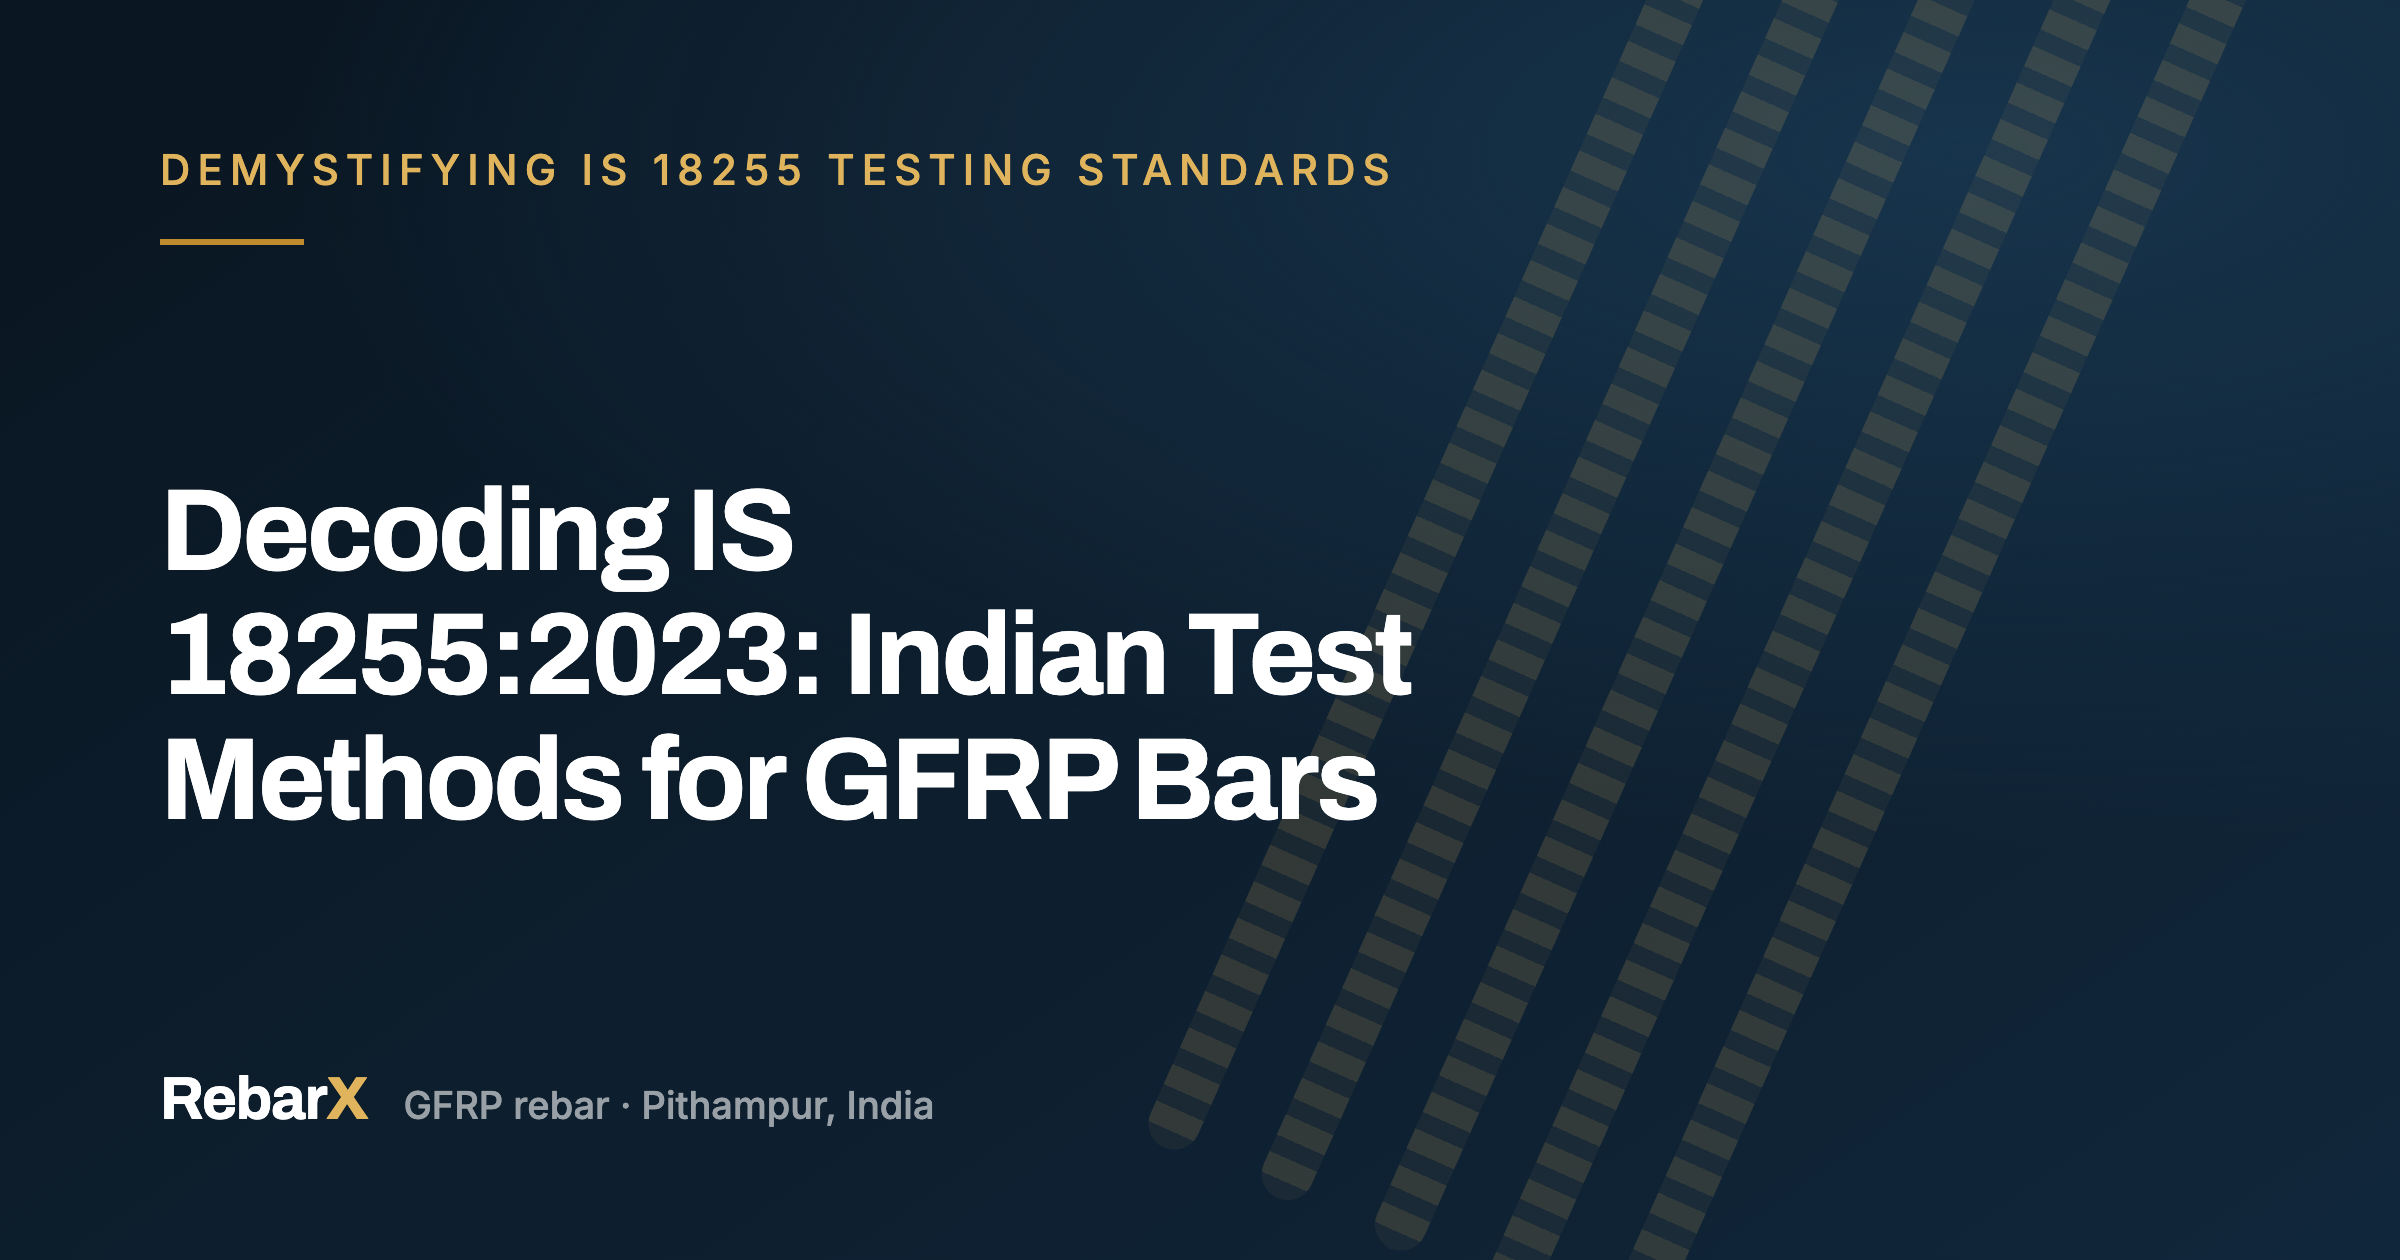 DEMYSTIFYING IS 18255 TESTING STANDARDS
Decoding IS
18255:2023: Indian Test
Methods for GFRP Bars
RebarX GFRP rebar · Pithampur, India